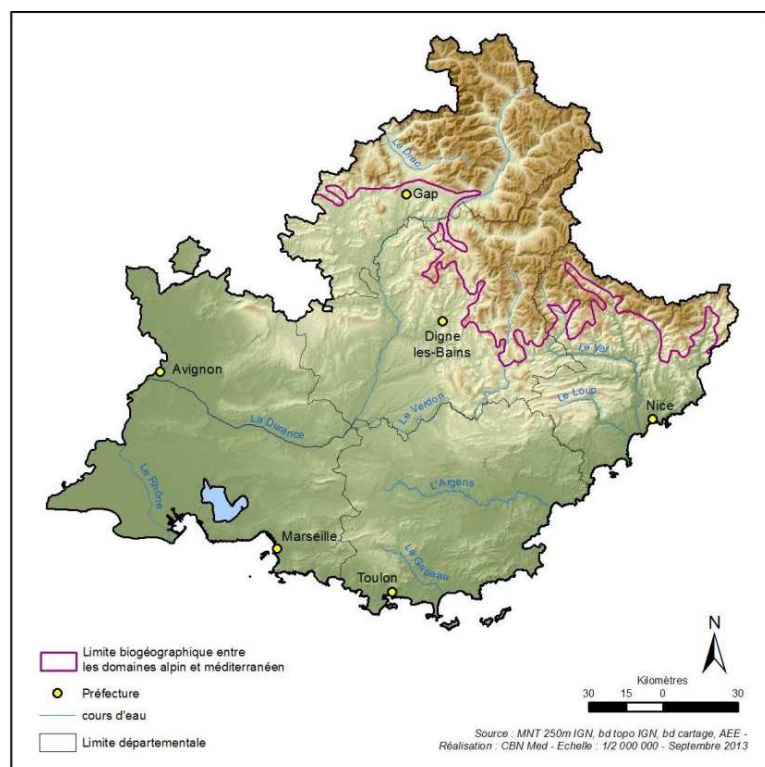 Le Drac
Gap
Digne
les-Bains
Avignon
Le Var
La Durance
Le Verdon
Le Loup
Nice
Le Rhône
L'Argens
Marseille
Le Gapeau
Toulon
N
Limite biogéographique entre
les domaines alpin et méditerranéen
Préfecture
cours d'eau
Limite départementale
Kilomètres
30 15 0 30
Source : MNT 250m IGN, bd topo IGN, bd cartage, AEE -
Réalisation : CBN Med - Echelle : 1/2 000 000 - Septembre 2013